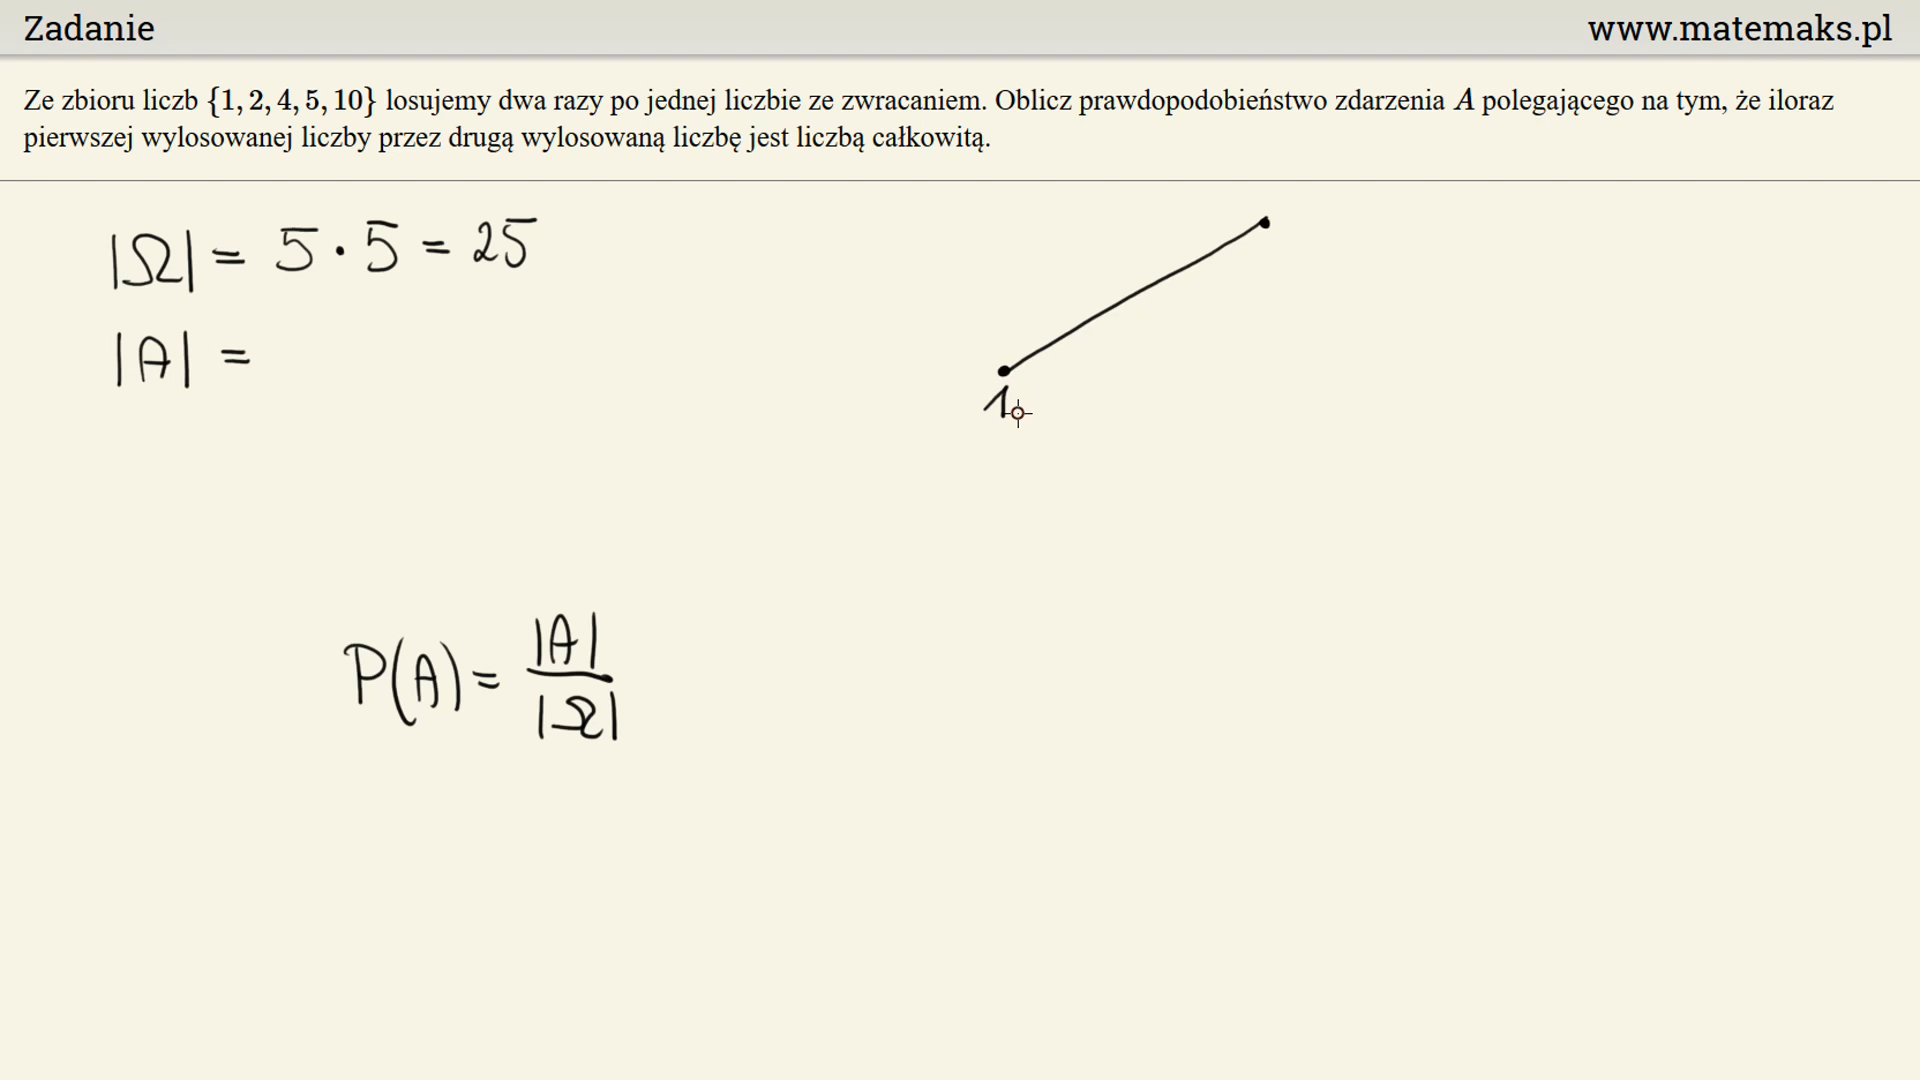 Zadanie
www.matemaks.pl
Ze zbioru liczb {1, 2, 4, 5, 10} losujemy dwa razy po jednej liczbie ze zwracaniem. Oblicz prawdopodobieństwo zdarzenia A polegającego na tym, że iloraz
pierwszej wylosowanej liczby przez drugą wylosowaną liczbę jest liczbą całkowitą.
|Ω| = 5 · 5 = 25
|A| =
1
P(A) = |A| / |Ω|